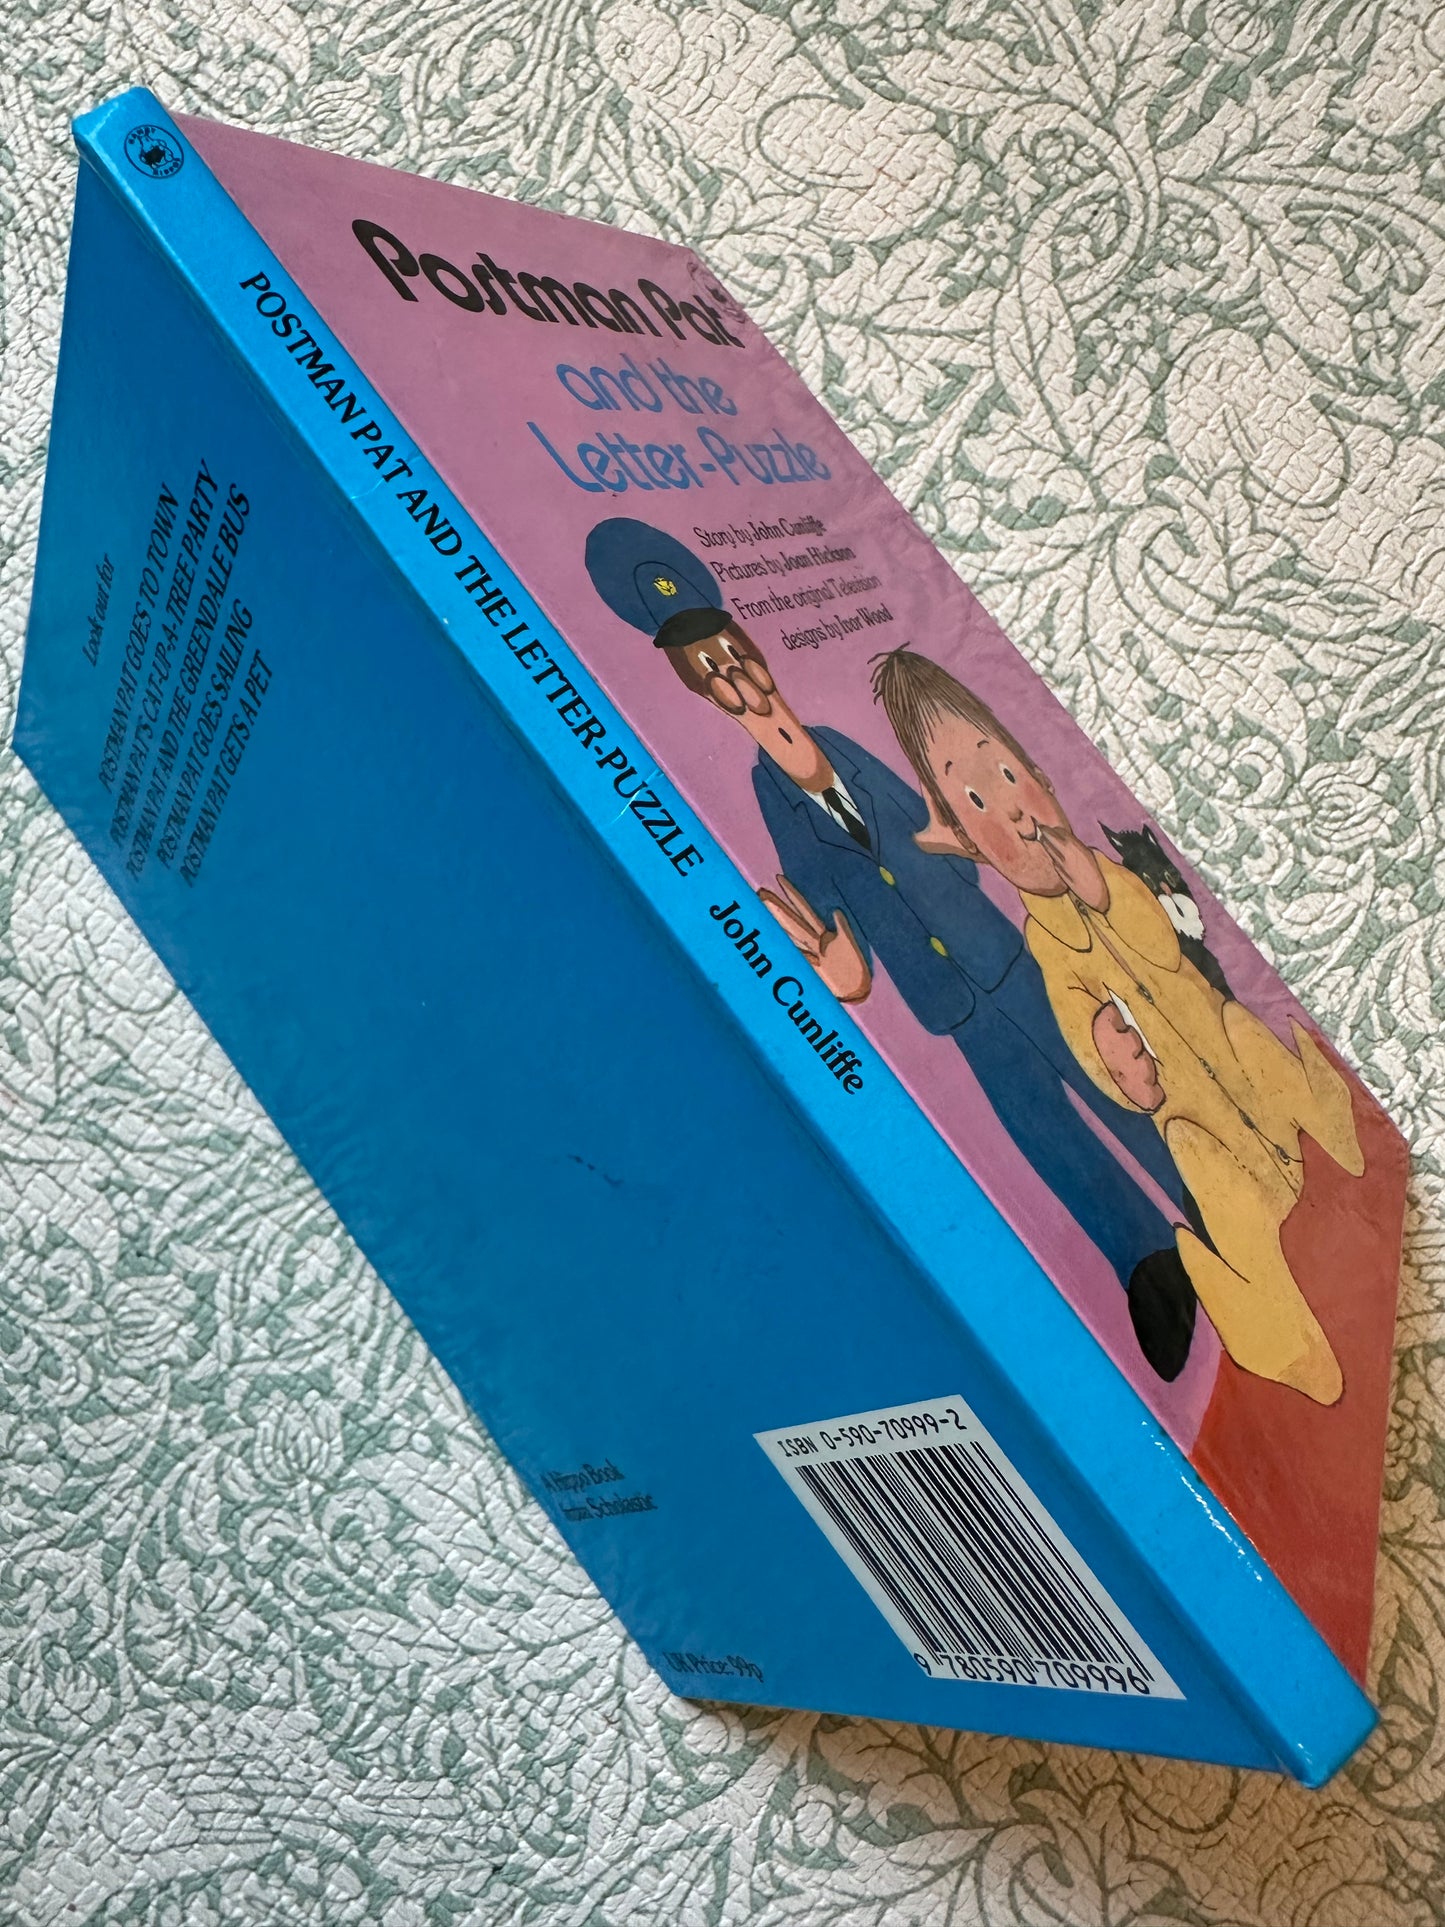 Postman Pat
and the
Letter-Puzzle
Story by John Cunliffe
Pictures by Joan Hickson
From the original Television
designs by Ivor Wood
POSTMAN PAT AND THE LETTER-PUZZLE John Cunliffe
Look out for
POSTMAN PAT GOES TO TOWN
POSTMAN PAT'S CAT-UP-A-TREE PARTY
POSTMAN PAT AND THE GREENDALE BUS
POSTMAN PAT GOES SAILING
POSTMAN PAT GETS A PET
A Hippo Book
from Scholastic
UK Price: 99p
ISBN 0-590-70999-2
9 780590 709996